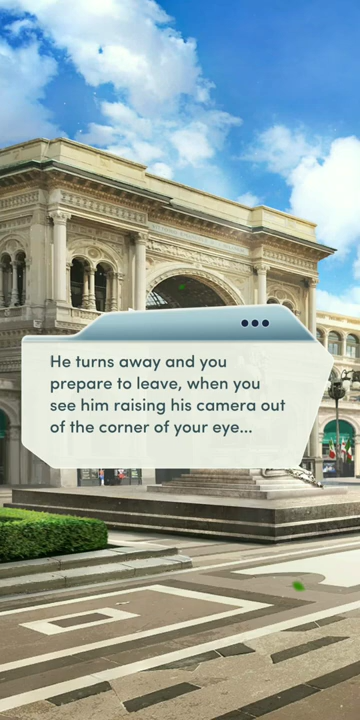 He turns away and you
prepare to leave, when you
see him raising his camera out
of the corner of your eye...